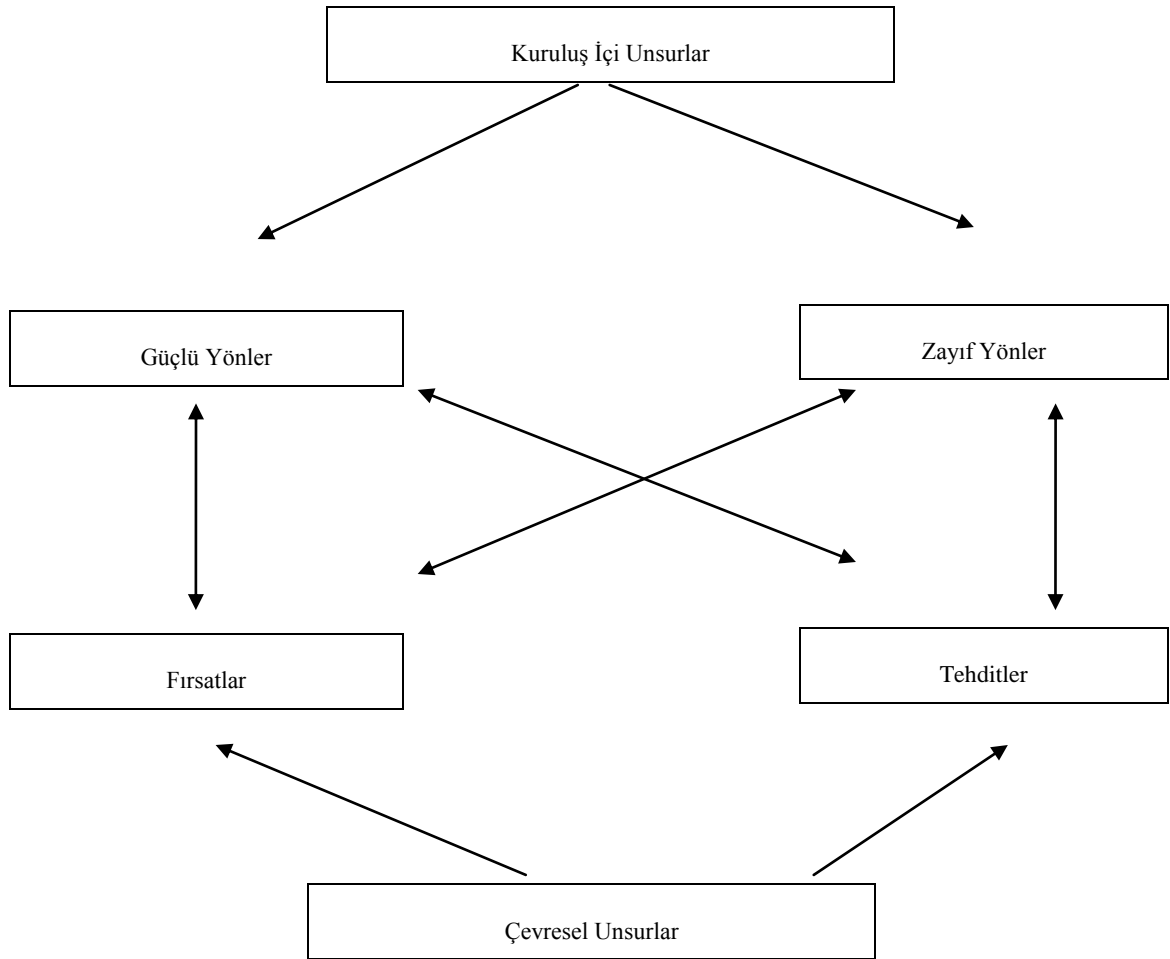 Kuruluş İçi Unsurlar
Güçlü Yönler
Zayıf Yönler
Fırsatlar
Tehditler
Çevresel Unsurlar